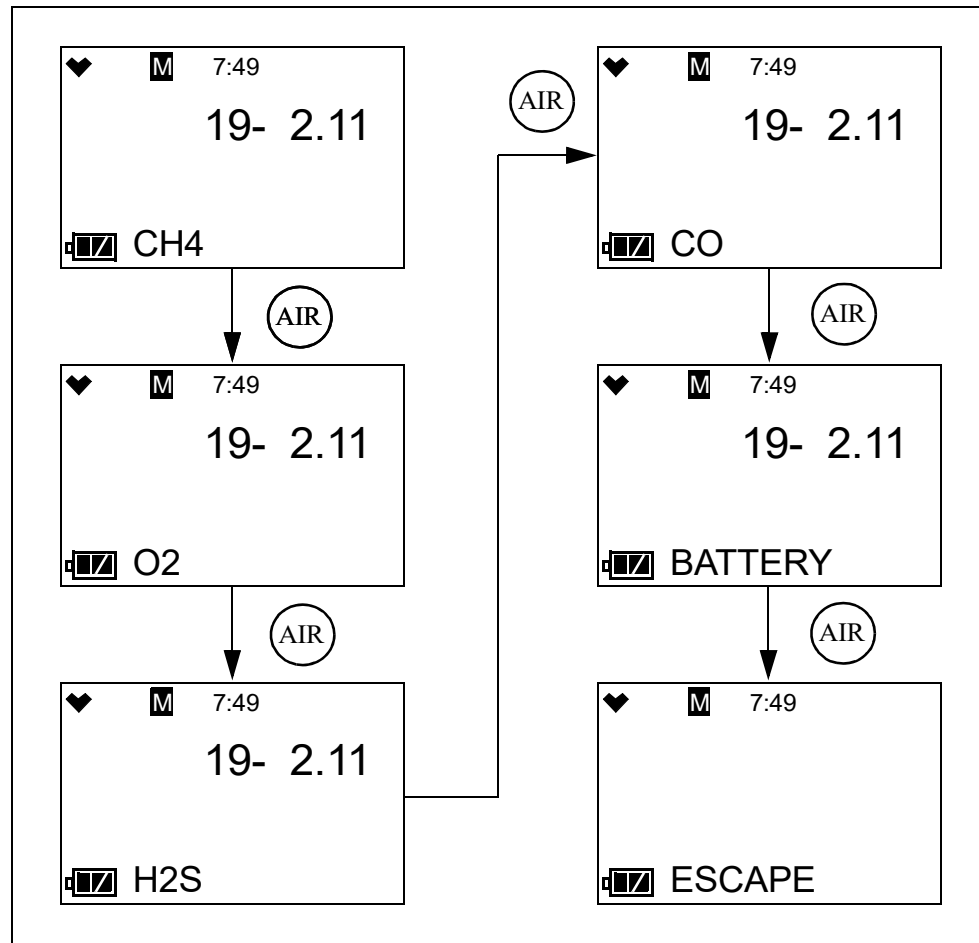 M 7:49
19- 2.11
CH4
AIR
M 7:49
19- 2.11
O2
AIR
M 7:49
19- 2.11
H2S
AIR
M 7:49
19- 2.11
CO
AIR
M 7:49
19- 2.11
BATTERY
AIR
M 7:49
ESCAPE